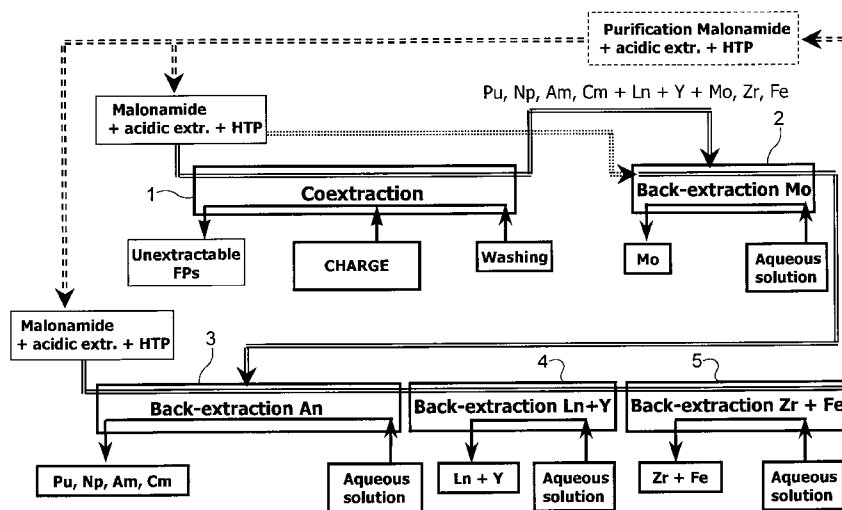 Purification Malonamide
+ acidic extr. + HTP
Pu, Np, Am, Cm + Ln + Y + Mo, Zr, Fe
Malonamide
+ acidic extr. + HTP
2
1
Coextraction
Back-extraction Mo
Unextractable
FPs
CHARGE
Washing
Mo
Aqueous
solution
Malonamide
+ acidic extr. + HTP
3
4
5
Back-extraction An
Back-extraction Ln+Y
Back-extraction Zr + Fe
Pu, Np, Am, Cm
Aqueous
solution
Ln + Y
Aqueous
solution
Zr + Fe
Aqueous
solution